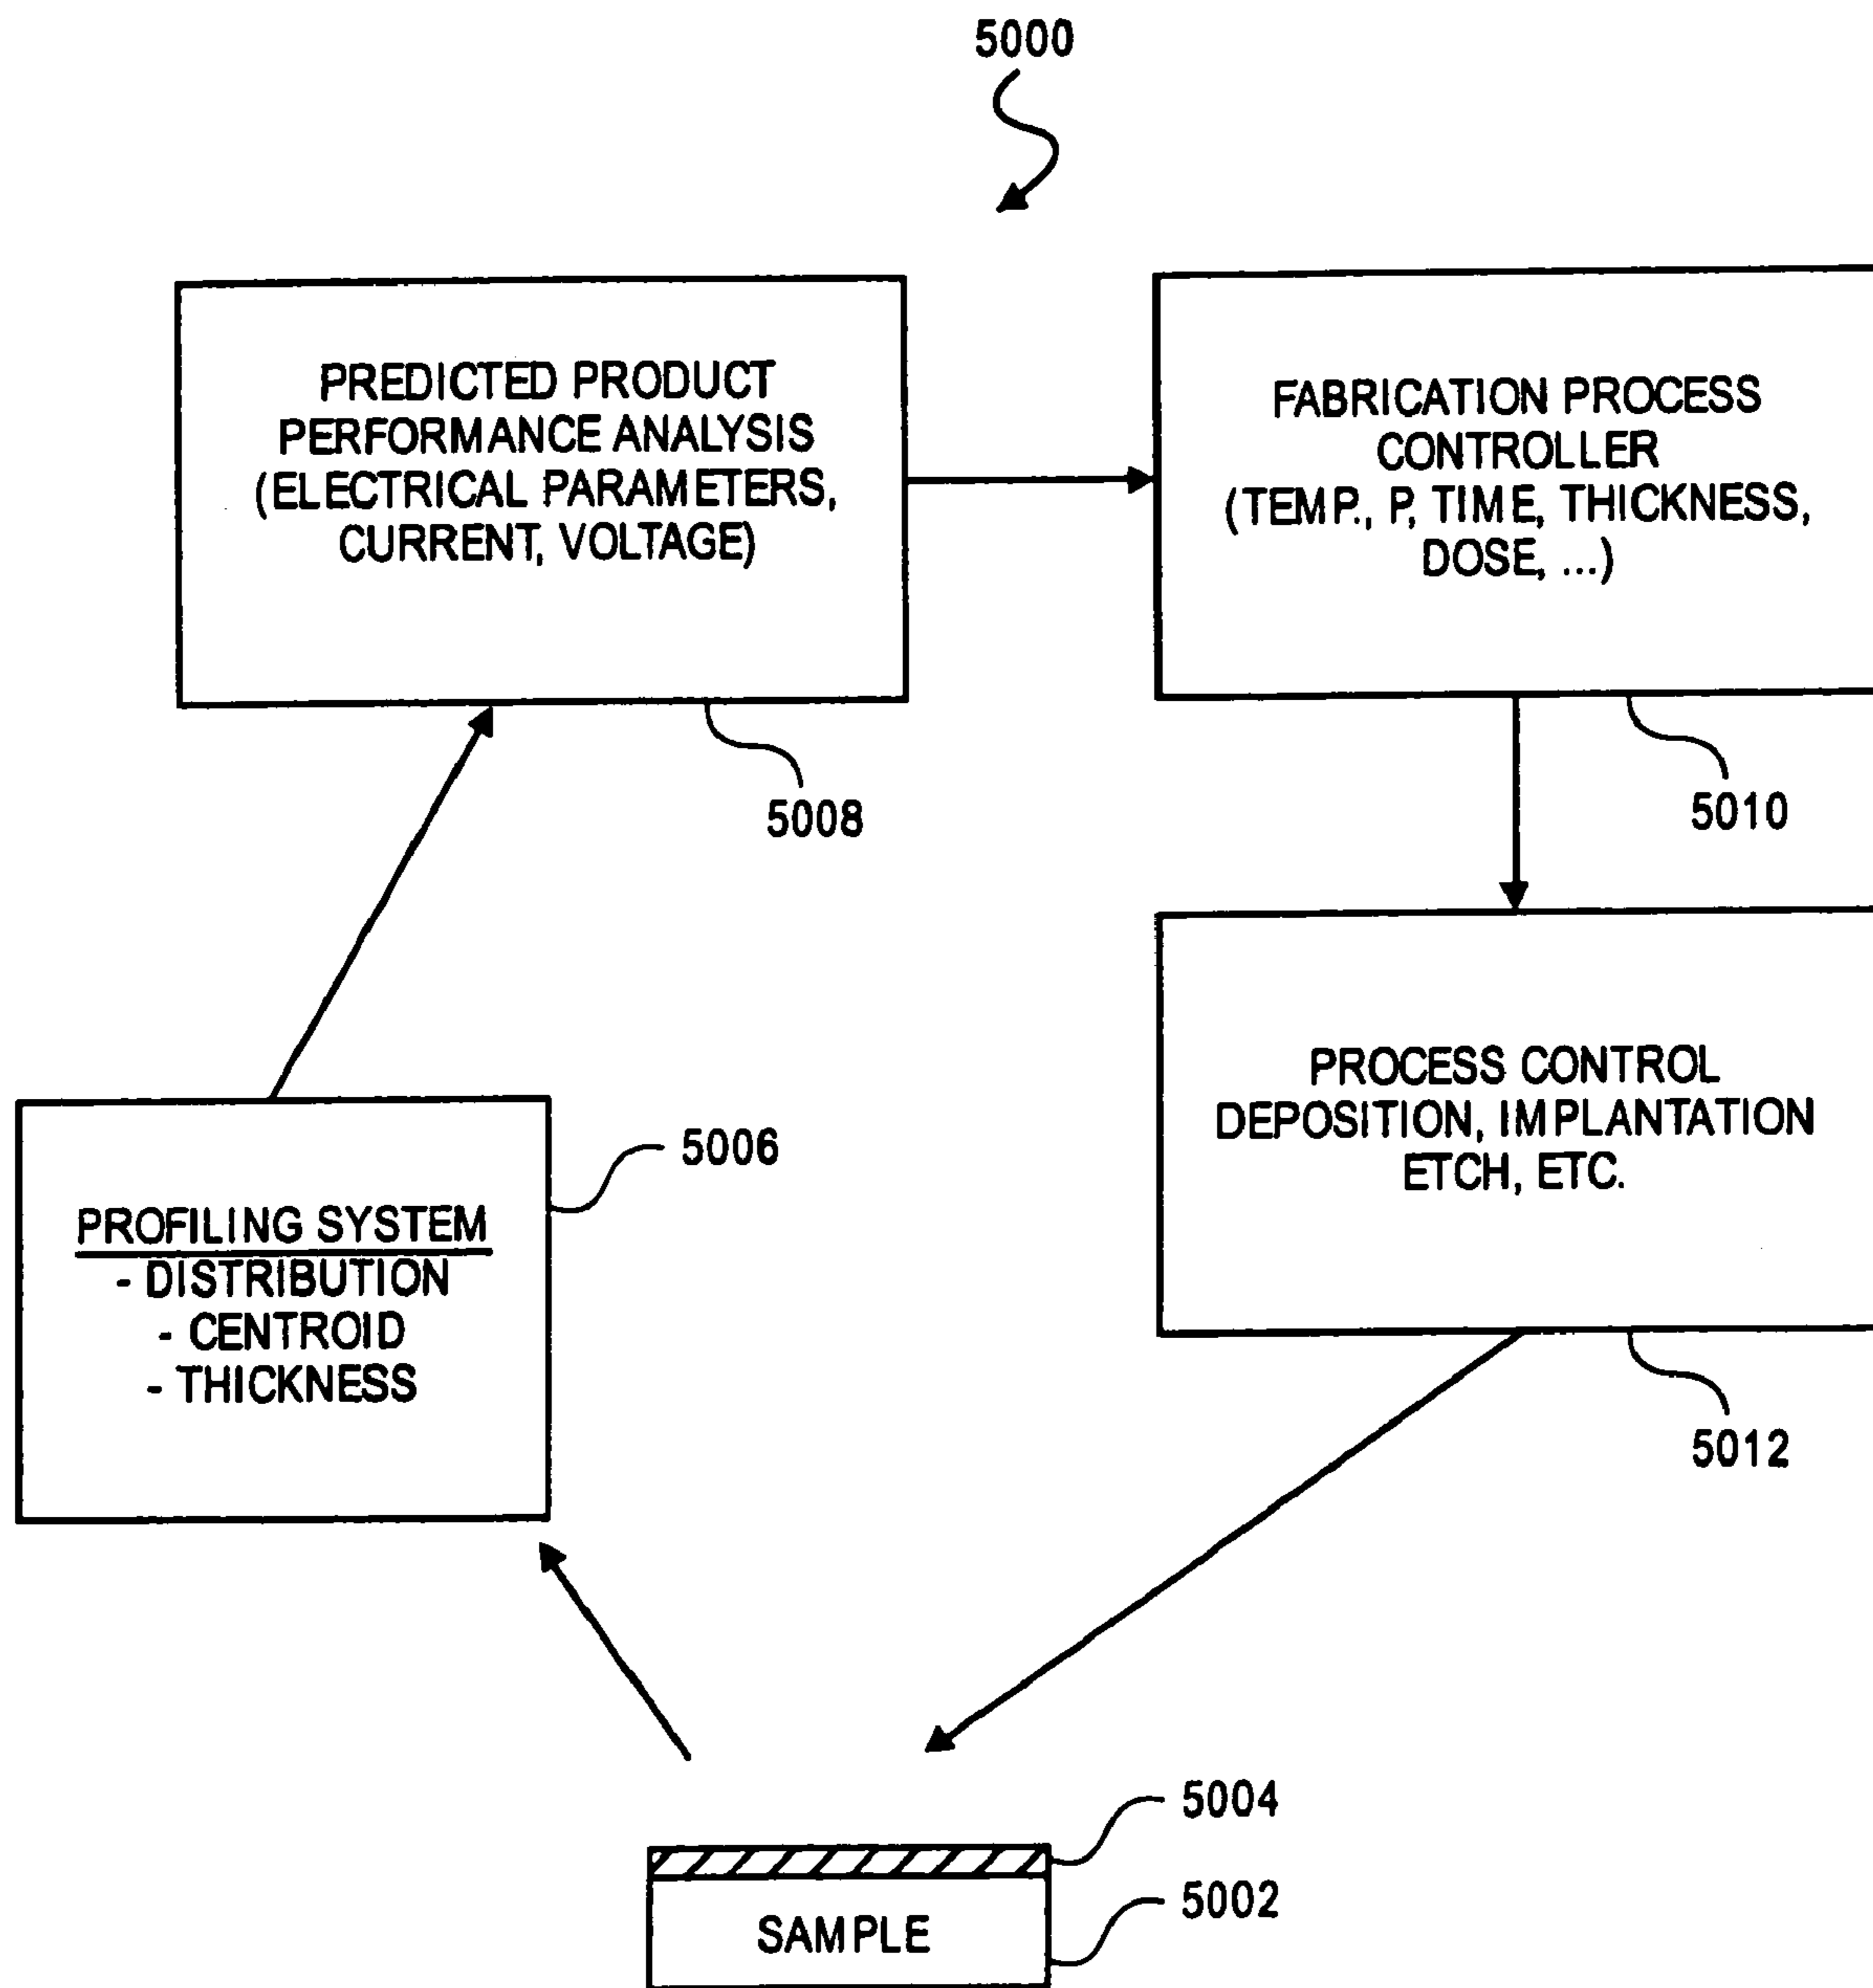 5000
PREDICTED PRODUCT
PERFORMANCE ANALYSIS
(ELECTRICAL PARAMETERS,
CURRENT, VOLTAGE)
5008
FABRICATION PROCESS
CONTROLLER
(TEMP., P, TIME, THICKNESS,
DOSE, ...)
5010
PROFILING SYSTEM
- DISTRIBUTION
- CENTROID
- THICKNESS
5006
PROCESS CONTROL
DEPOSITION, IMPLANTATION
ETCH, ETC.
5012
5004
SAMPLE
5002